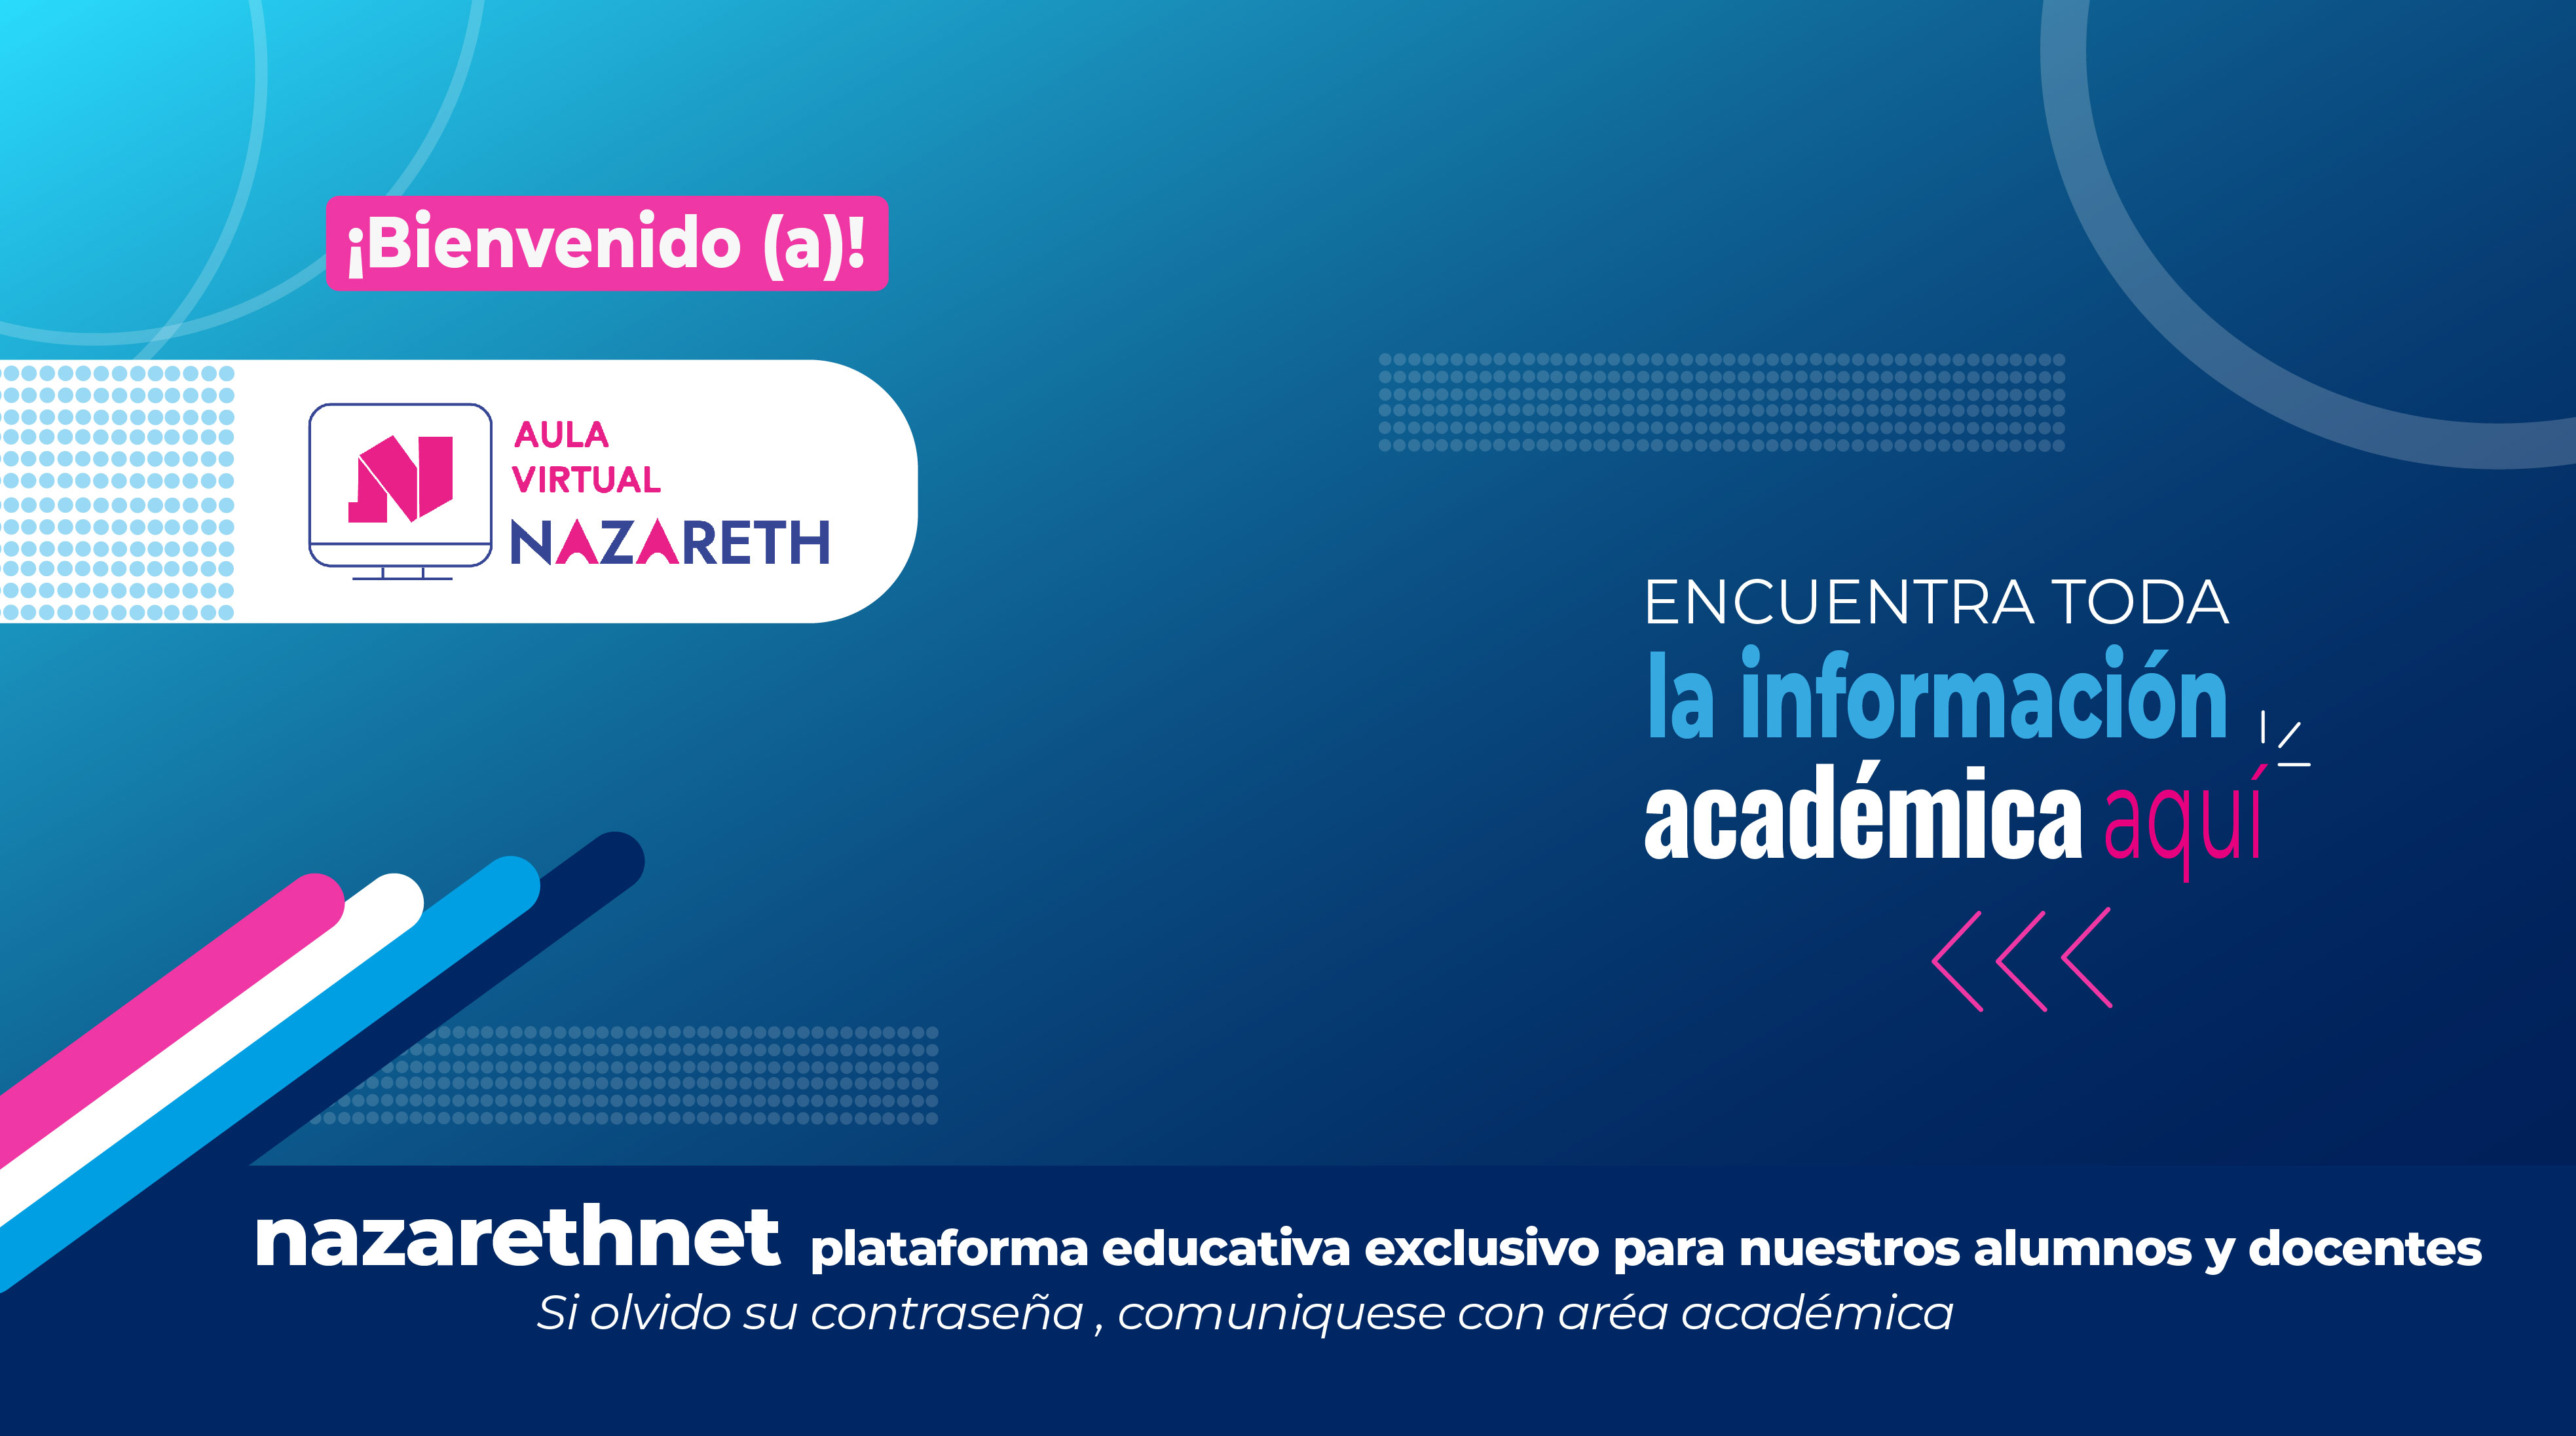 ¡Bienvenido (a)!
AULA
VIRTUAL
NAZARETH
ENCUENTRA TODA
la información
académica aquí
nazarethnet plataforma educativa exclusivo para nuestros alumnos y docentes
Si olvido su contraseña , comuniquese con aréa académica